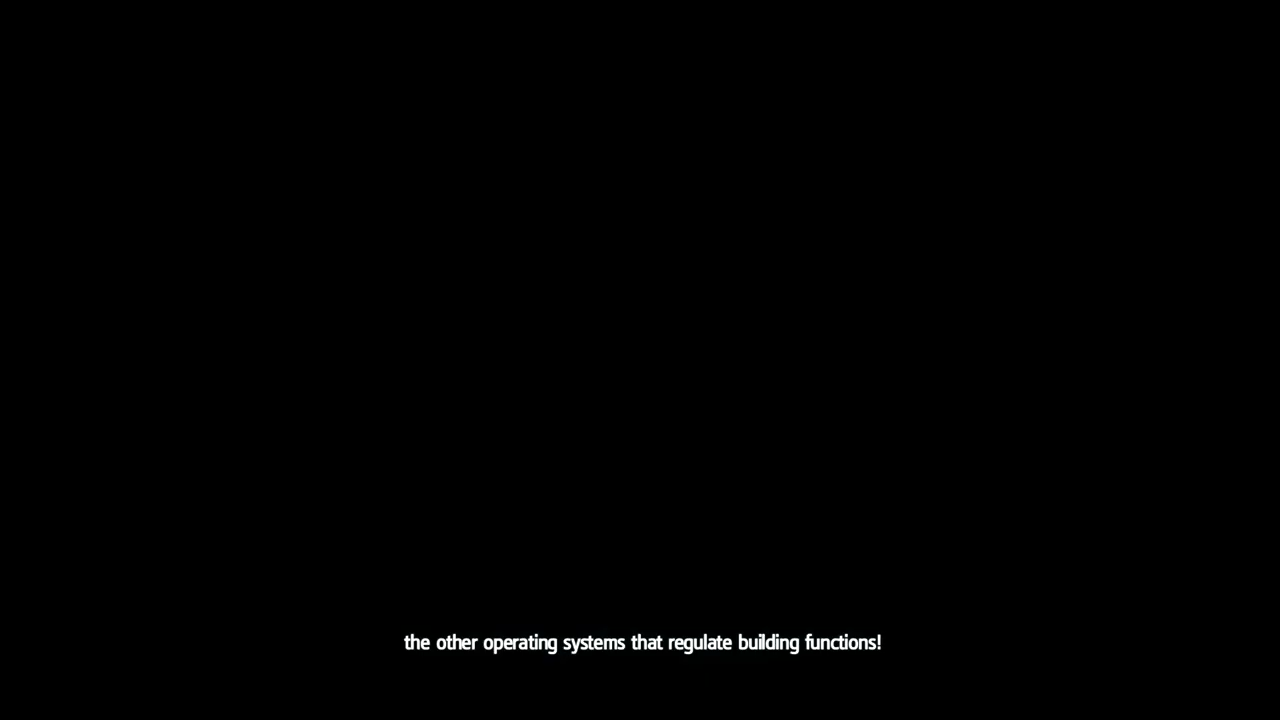 the other operating systems that regulate building functions!